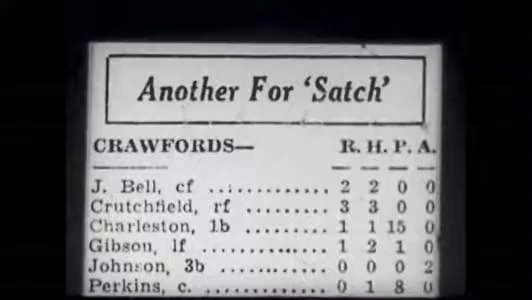 Another For 'Satch'
CRAWFORDS— R. H. P. A.
J. Bell, cf ............ 2 2 0 0
Crutchfield, rf ......... 3 3 0 0
Charleston, 1b ........ 1 1 15 0
Gibson, lf ............. 1 2 1 0
Johnson, 3b ........... 0 0 0 2
Perkins, c. ............ 0 1 8 0